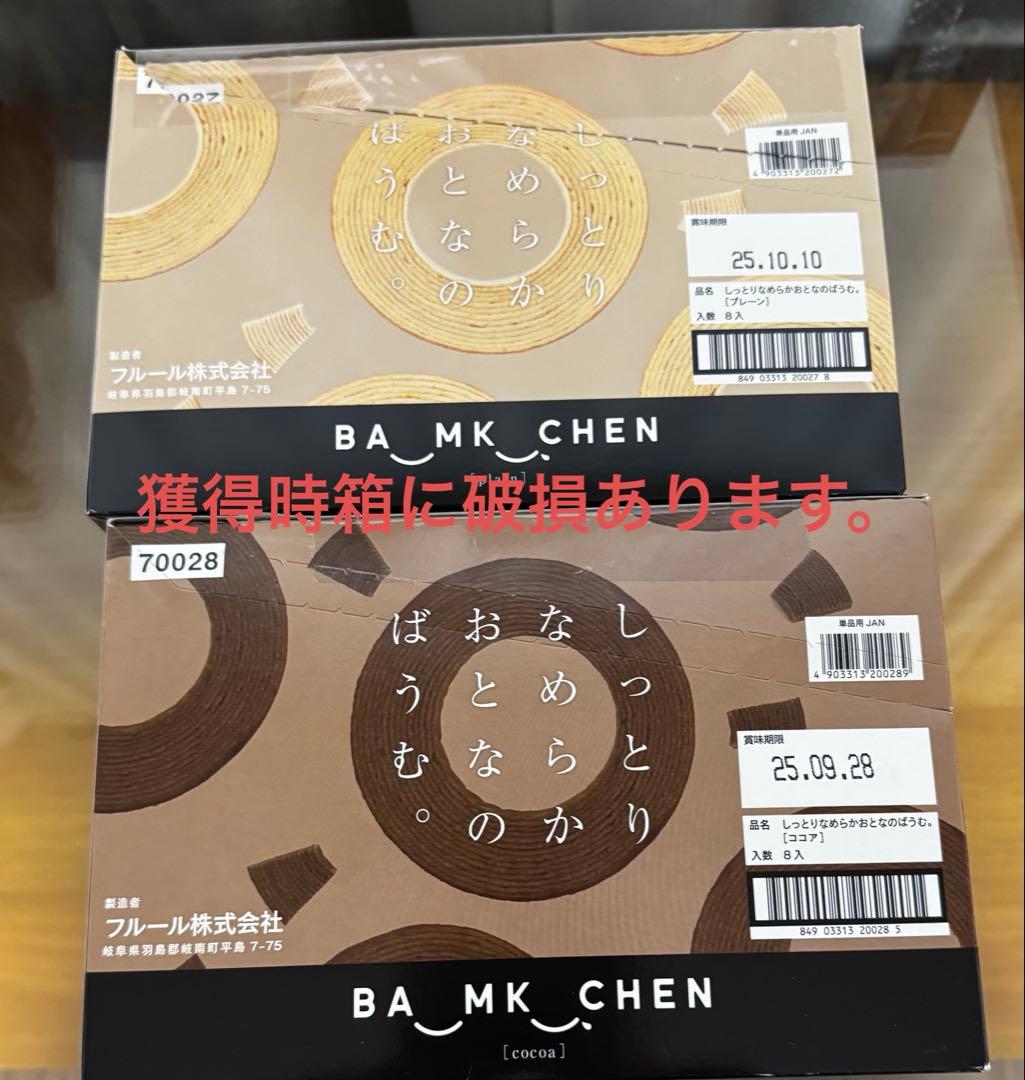 しっとり
なめらか
おとなの
ばうむ。
単品用 JAN
4 903313 200272
賞味期限
25.10.10
品名 しっとりなめらかおとなのばうむ。
[プレーン]
入数 8入
849 03313 20027 8
製造者
フルール株式会社
岐阜県羽島郡岐南町平島 7-75
BA_MK_CHEN
[plain]
獲得時箱に破損あります。
70028
しっとり
なめらか
おとなの
ばうむ。
単品用 JAN
4 903313 200289
賞味期限
25.09.28
品名 しっとりなめらかおとなのばうむ。
[ココア]
入数 8入
849 03313 20028 5
製造者
フルール株式会社
岐阜県羽島郡岐南町平島 7-75
BA_MK_CHEN
[cocoa]